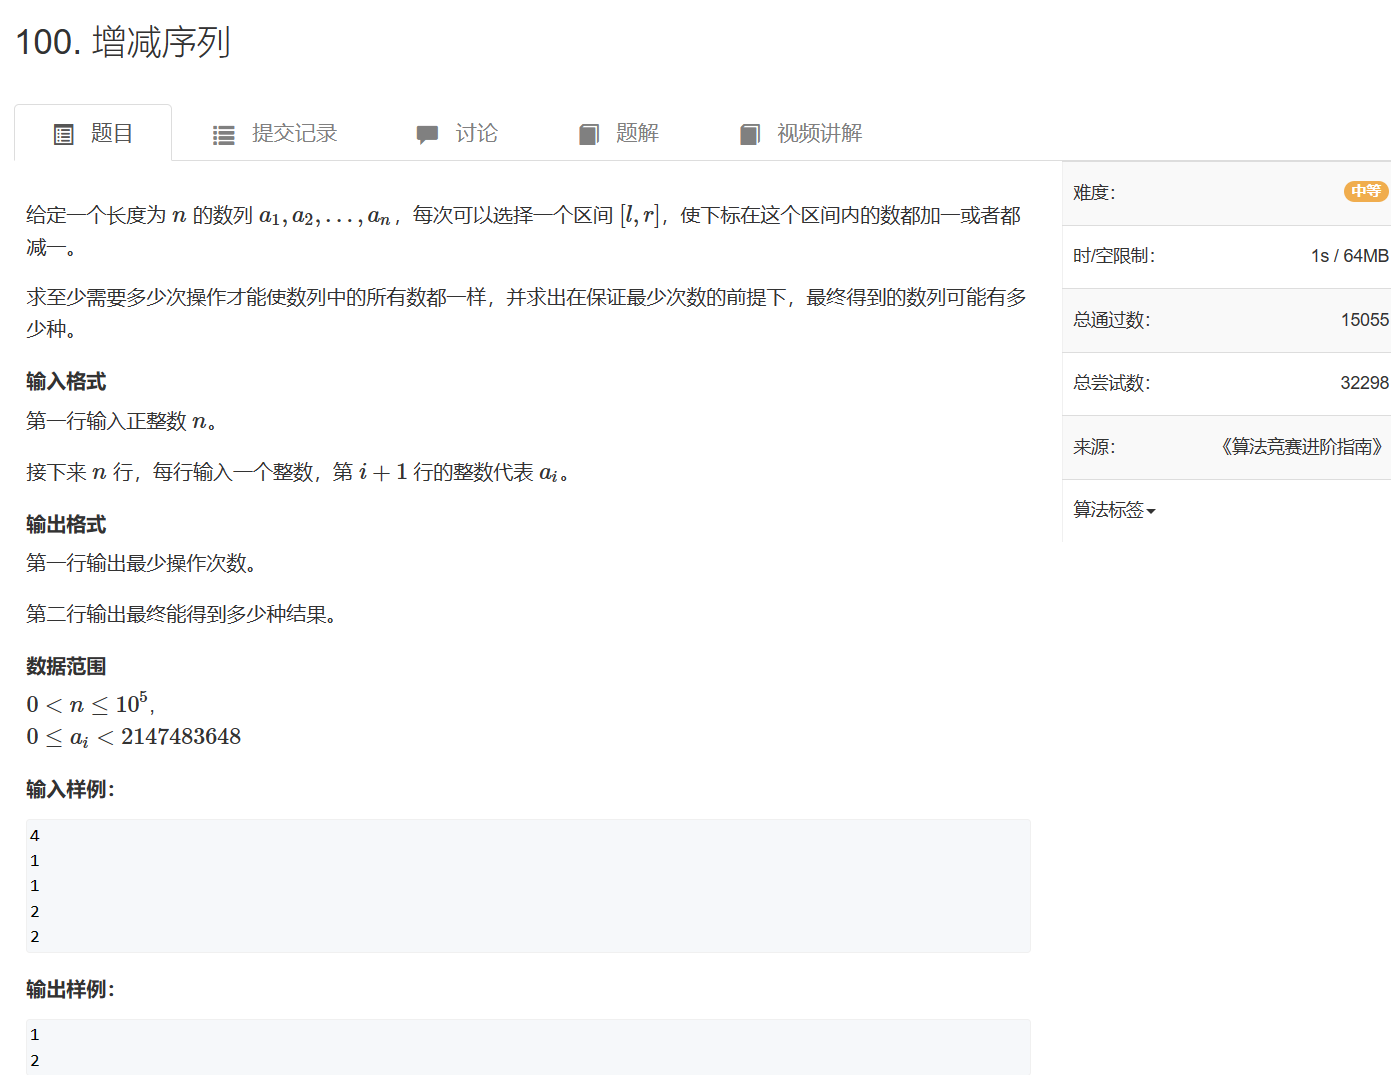 100. 增减序列
题目 提交记录 讨论 题解 视频讲解
给定一个长度为 n 的数列 a₁, a₂, …, aₙ，每次可以选择一个区间 [l, r]，使下标在这个区间内的数都加一或者都
减一。
求至少需要多少次操作才能使数列中的所有数都一样，并求出在保证最少次数的前提下，最终得到的数列可能有多
少种。
输入格式
第一行输入正整数 n。
接下来 n 行，每行输入一个整数，第 i + 1 行的整数代表 aᵢ。
输出格式
第一行输出最少操作次数。
第二行输出最终能得到多少种结果。
数据范围
0 < n ≤ 10⁵,
0 ≤ aᵢ < 2147483648
输入样例：
4
1
1
2
2
输出样例：
1
2
难度： 中等
时/空限制： 1s / 64MB
总通过数： 15055
总尝试数： 32298
来源： 《算法竞赛进阶指南》
算法标签